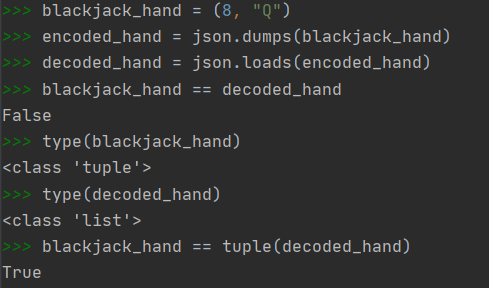 >>> blackjack_hand = (8, "Q")
>>> encoded_hand = json.dumps(blackjack_hand)
>>> decoded_hand = json.loads(encoded_hand)
>>> blackjack_hand == decoded_hand
False
>>> type(blackjack_hand)
<class 'tuple'>
>>> type(decoded_hand)
<class 'list'>
>>> blackjack_hand == tuple(decoded_hand)
True